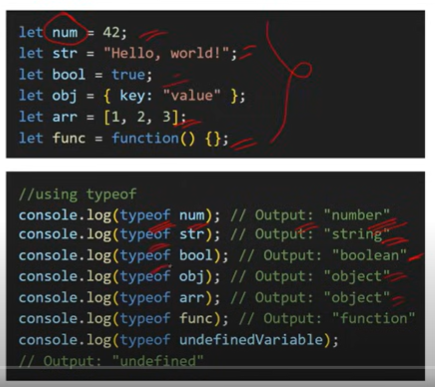 let num = 42;
let str = "Hello, world!";
let bool = true;
let obj = { key: "value" };
let arr = [1, 2, 3];
let func = function() {};
//using typeof
console.log(typeof num); // Output: "number"
console.log(typeof str); // Output: "string"
console.log(typeof bool); // Output: "boolean"
console.log(typeof obj); // Output: "object"
console.log(typeof arr); // Output: "object"
console.log(typeof func); // Output: "function"
console.log(typeof undefinedVariable);
// Output: "undefined"